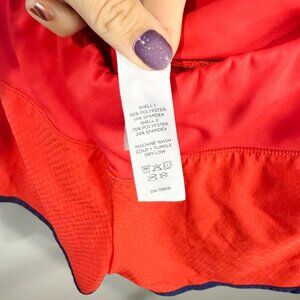 SHELL 1
86% POLYESTER,
14% SPANDEX
SHELL 2
76% POLYESTER,
24% SPANDEX
MACHINE WASH
COLD + TUMBLE
DRY LOW